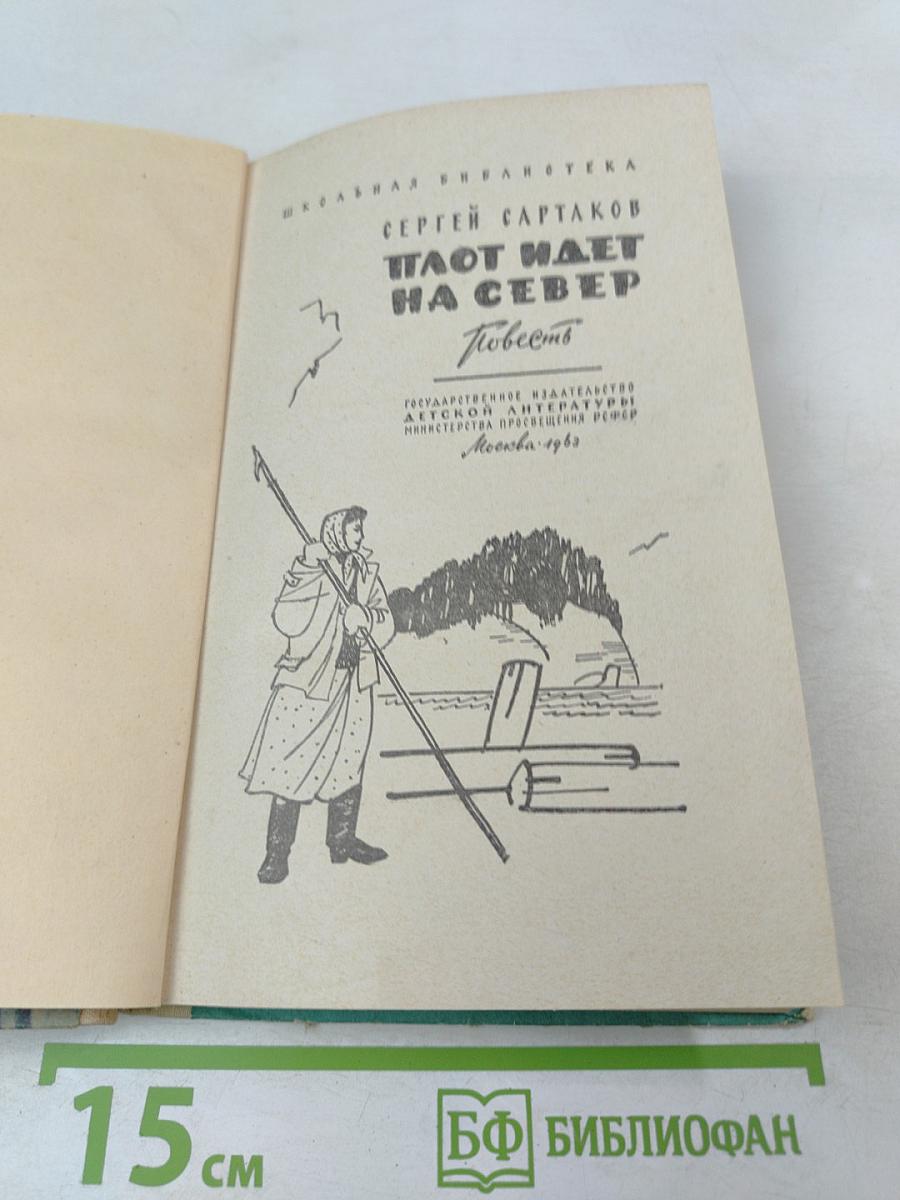 ШКОЛЬНАЯ БИБЛИОТЕКА
СЕРГЕЙ САРТАКОВ
ПЛОТ ИДЕТ
НА СЕВЕР
Повесть
ГОСУДАРСТВЕННОЕ ИЗДАТЕЛЬСТВО
ДЕТСКОЙ ЛИТЕРАТУРЫ
МИНИСТЕРСТВА ПРОСВЕЩЕНИЯ РСФСР
Москва·1963
15 см
БФ БИБЛИОФАН